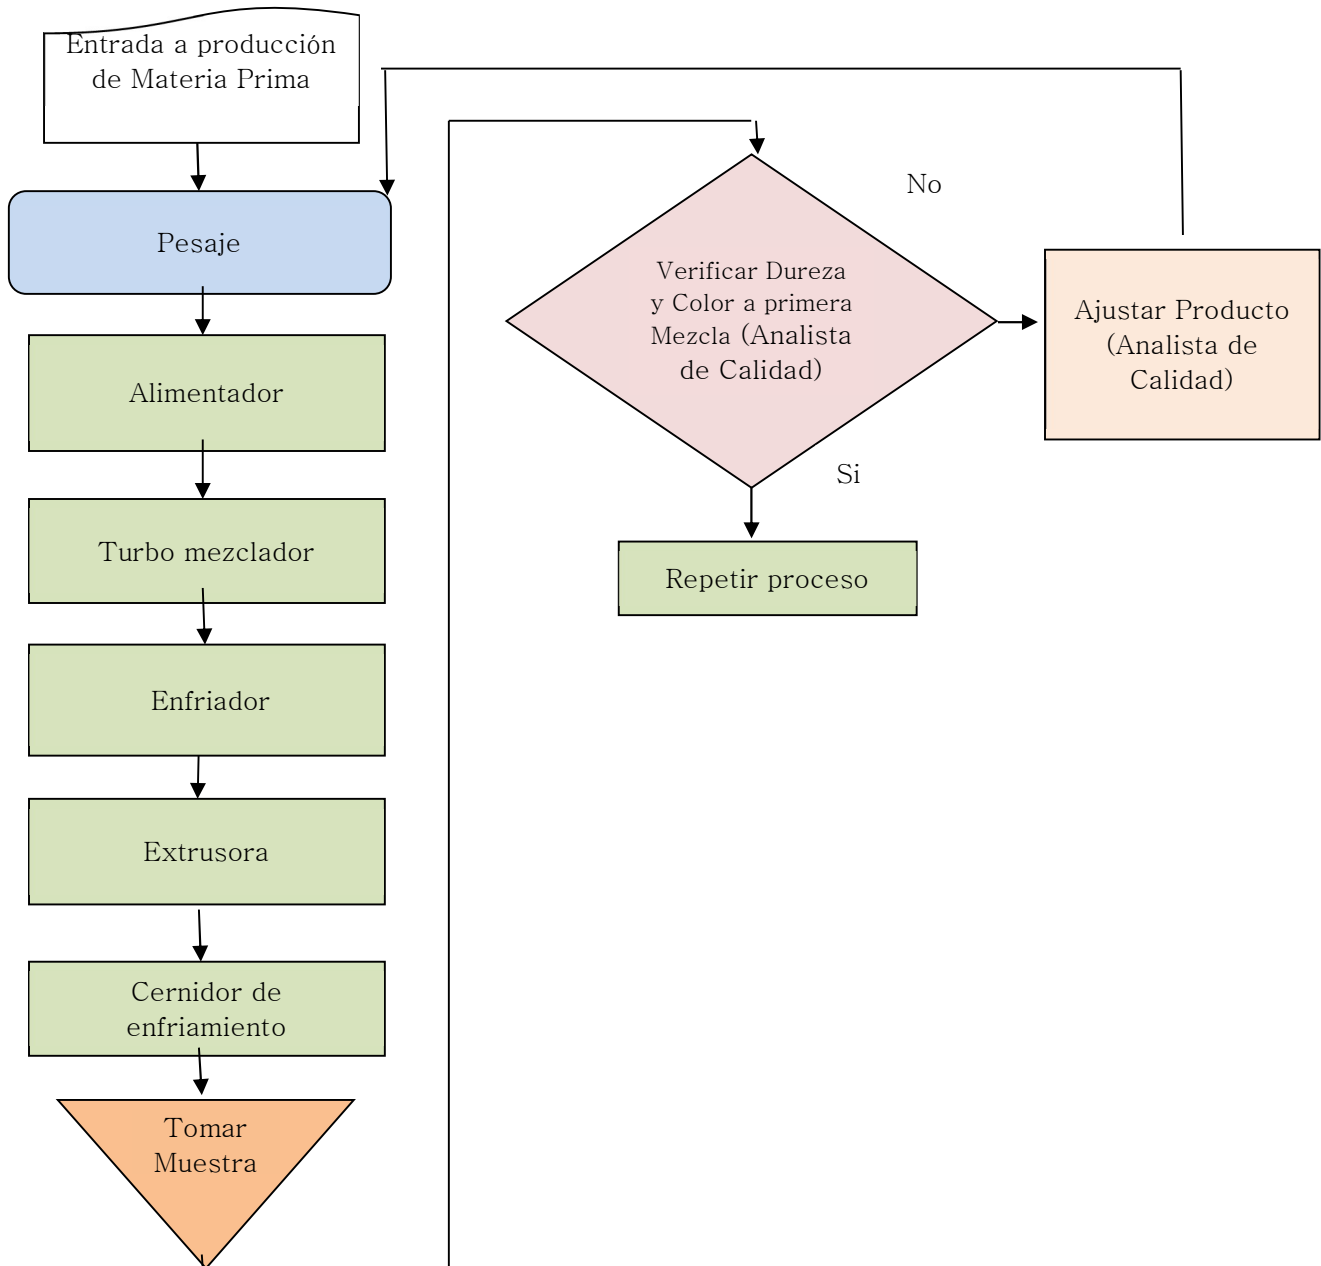 Entrada a producción
de Materia Prima
Pesaje
Alimentador
Turbo mezclador
Enfriador
Extrusora
Cernidor de
enfriamiento
Tomar
Muestra
No
Verificar Dureza
y Color a primera
Mezcla (Analista
de Calidad)
Ajustar Producto
(Analista de
Calidad)
Si
Repetir proceso